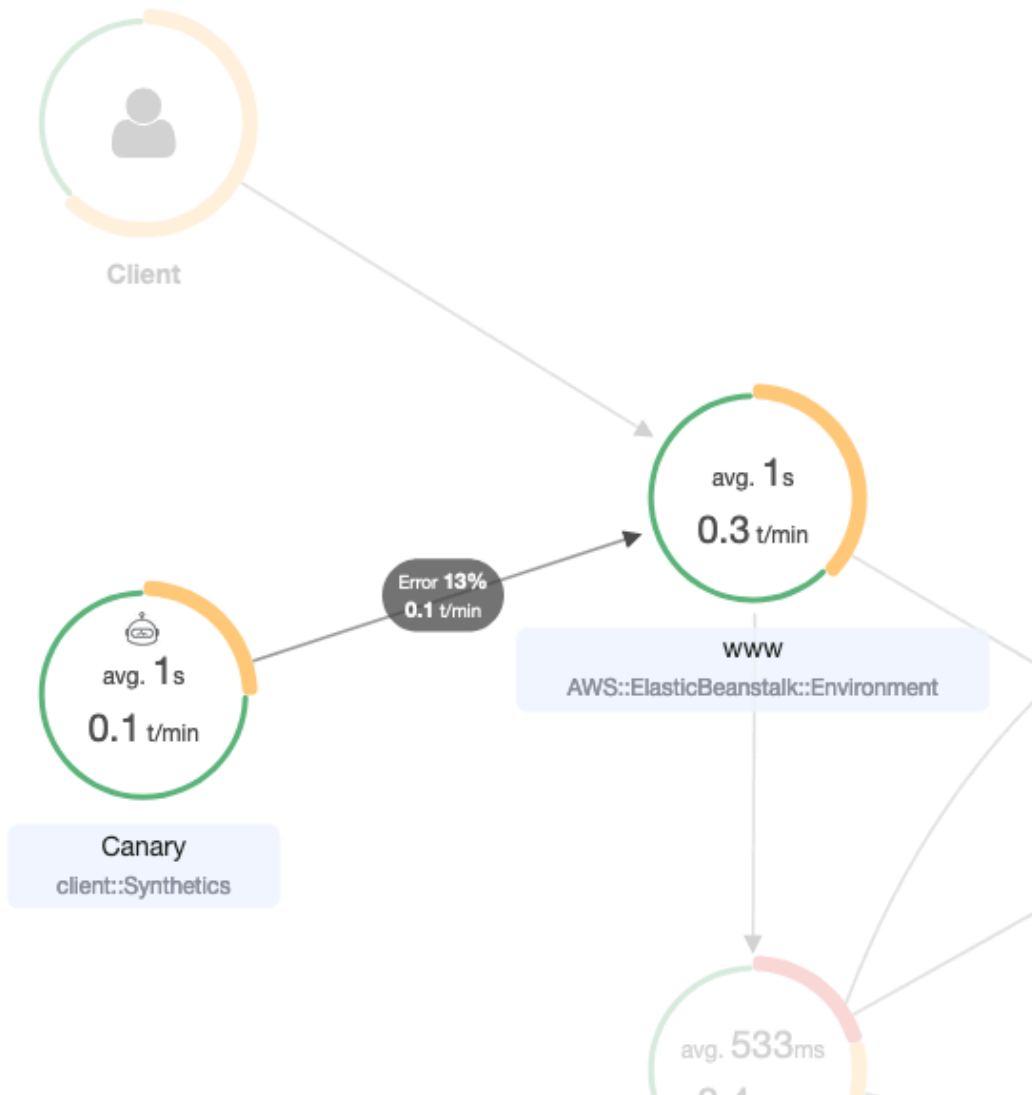 Client
avg. 1s
0.3 t/min
Error 13%
0.1 t/min
www
AWS::ElasticBeanstalk::Environment
avg. 1s
0.1 t/min
Canary
client::Synthetics
avg. 533ms